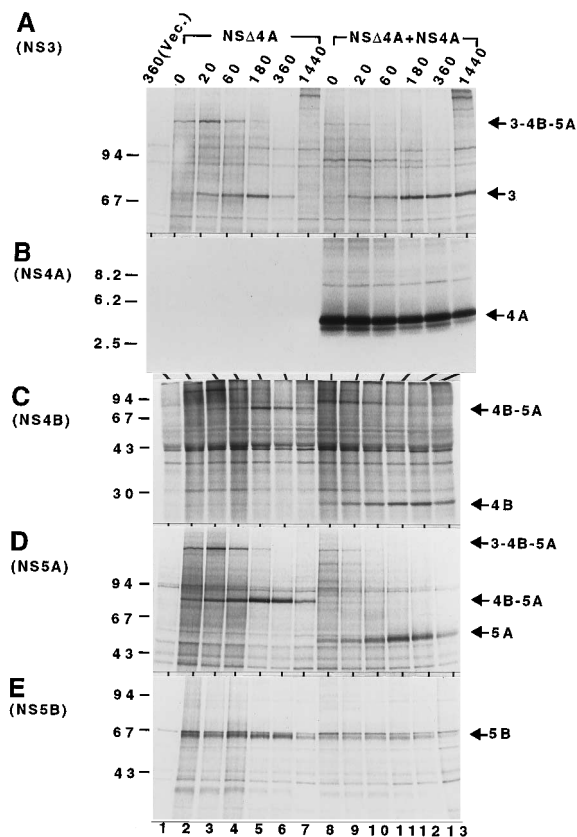 A
(NS3)
360(Vec.)
NSΔ4A
NSΔ4A+NS4A
0 20 60 180 360 1440 0 20 60 180 360 1440
3-4B-5A
94
67
3
B
(NS4A)
8.2
6.2
4A
2.5
C
(NS4B)
94
4B-5A
67
43
30
4B
D
(NS5A)
3-4B-5A
94
4B-5A
67
5A
43
E
(NS5B)
94
67
5B
43
1 2 3 4 5 6 7 8 9 10 11 12 13